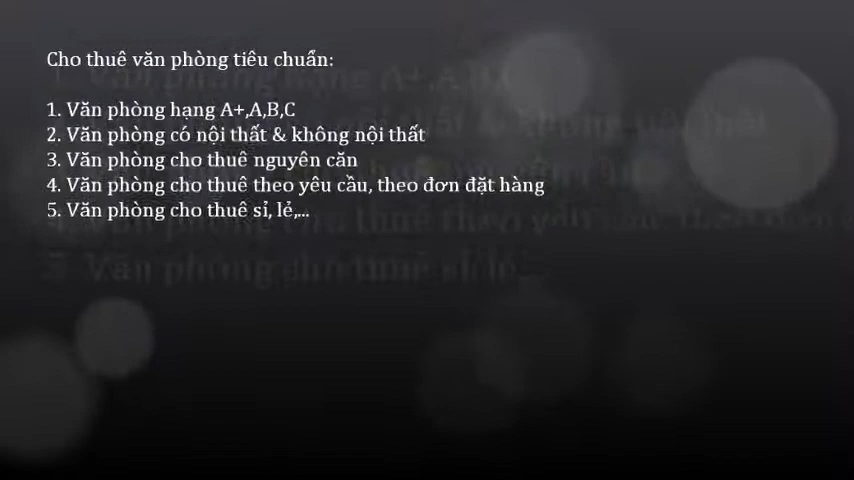 Cho thuê văn phòng tiêu chuẩn:
1. Văn phòng hạng A+,A,B,C
2. Văn phòng có nội thất & không nội thất
3. Văn phòng cho thuê nguyên căn
4. Văn phòng cho thuê theo yêu cầu, theo đơn đặt hàng
5. Văn phòng cho thuê sỉ, lẻ,...